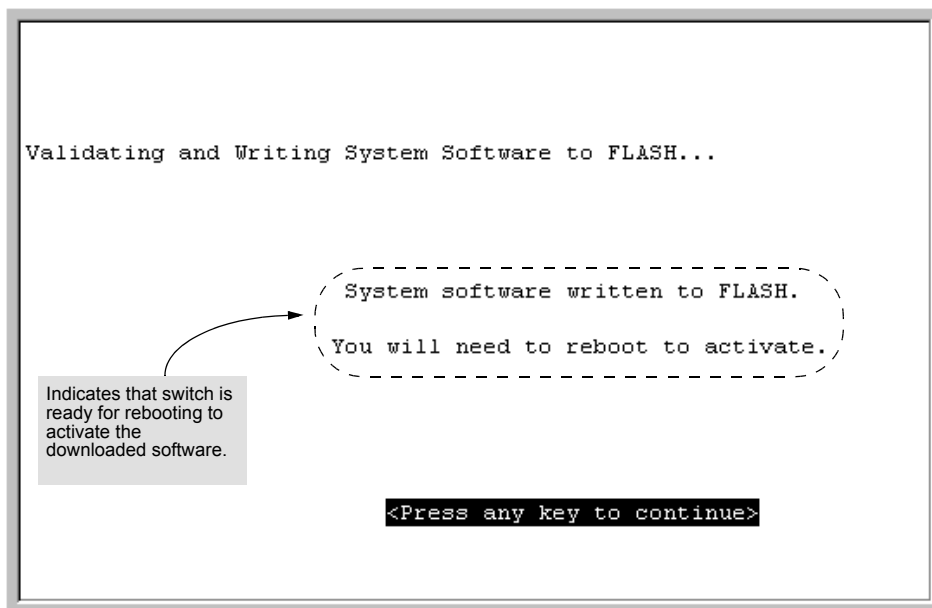 Validating and Writing System Software to FLASH...
System software written to FLASH.
You will need to reboot to activate.
Indicates that switch is
ready for rebooting to
activate the
downloaded software.
<Press any key to continue>